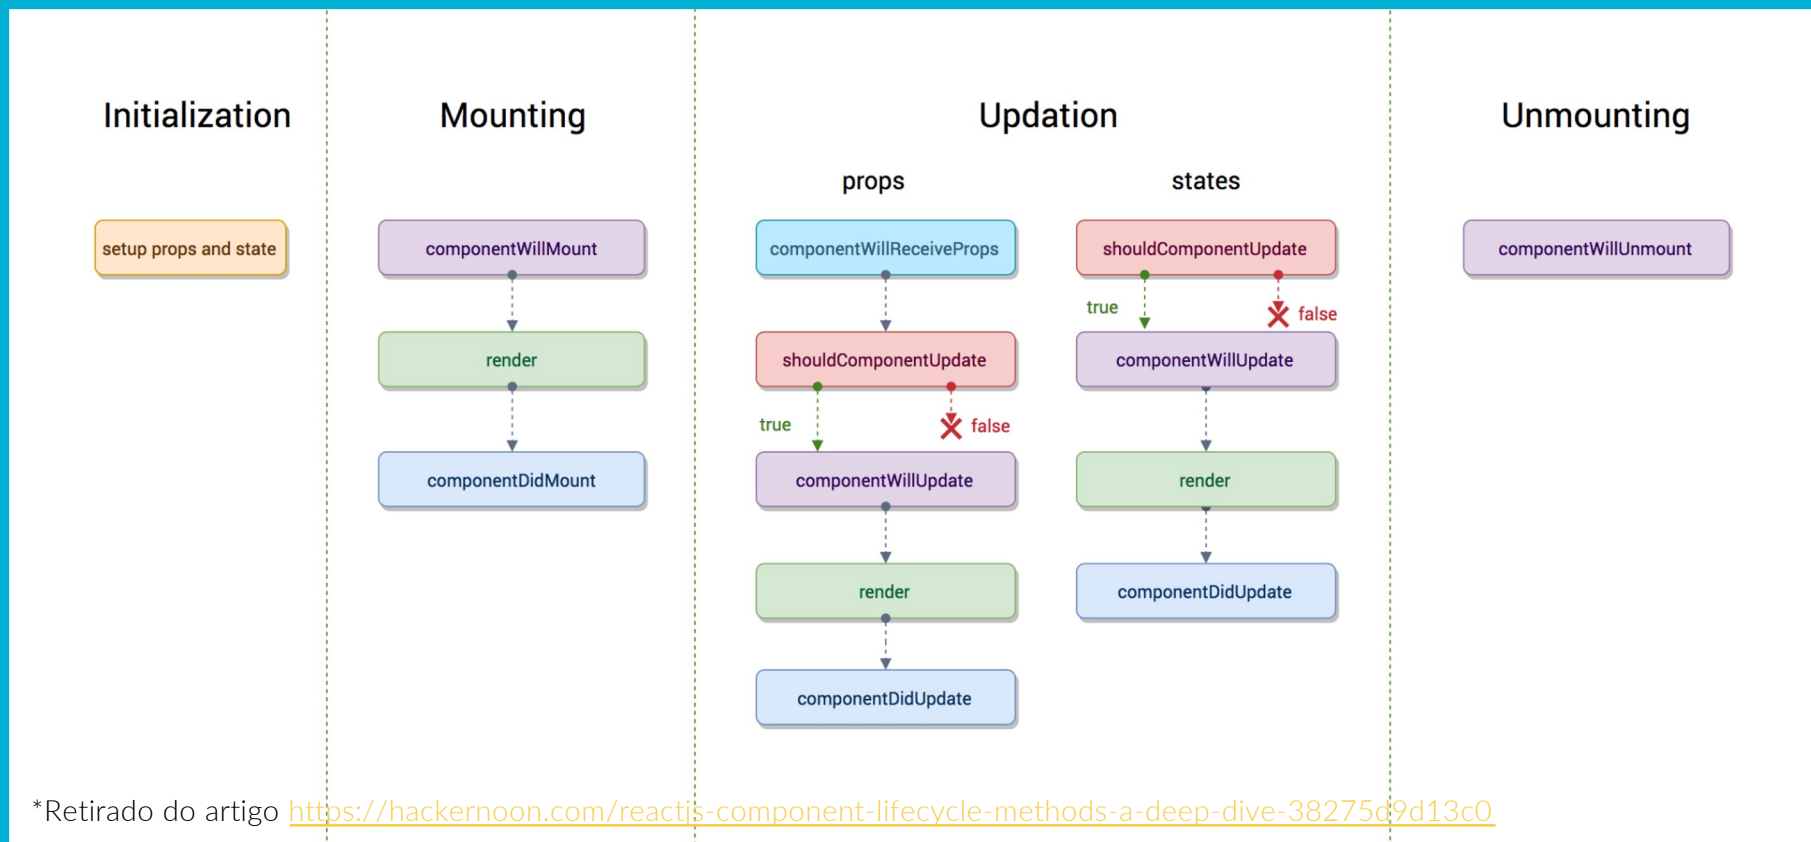 Initialization
Mounting
Updation
Unmounting
props
states
setup props and state
componentWillMount
render
componentDidMount
componentWillReceiveProps
shouldComponentUpdate
true
false
componentWillUpdate
render
componentDidUpdate
shouldComponentUpdate
true
false
componentWillUpdate
render
componentDidUpdate
componentWillUnmount
*Retirado do artigo https://hackernoon.com/reactjs-component-lifecycle-methods-a-deep-dive-38275d9d13c0